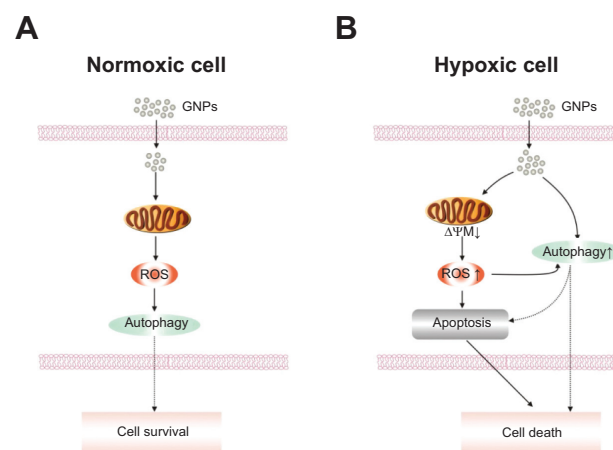 A
Normoxic cell
GNPs
ROS
Autophagy
Cell survival
B
Hypoxic cell
GNPs
ΔΨM↓
Autophagy↑
ROS ↑
Apoptosis
Cell death